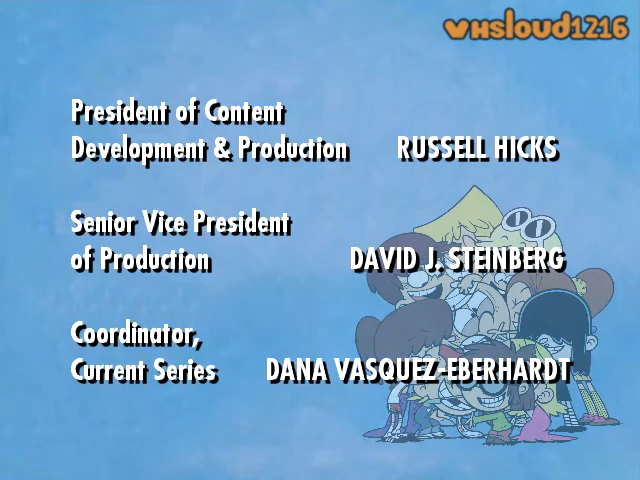 vhsloud1216
President of Content
Development & Production RUSSELL HICKS
Senior Vice President
of Production DAVID J. STEINBERG
Coordinator,
Current Series DANA VASQUEZ-EBERHARDT